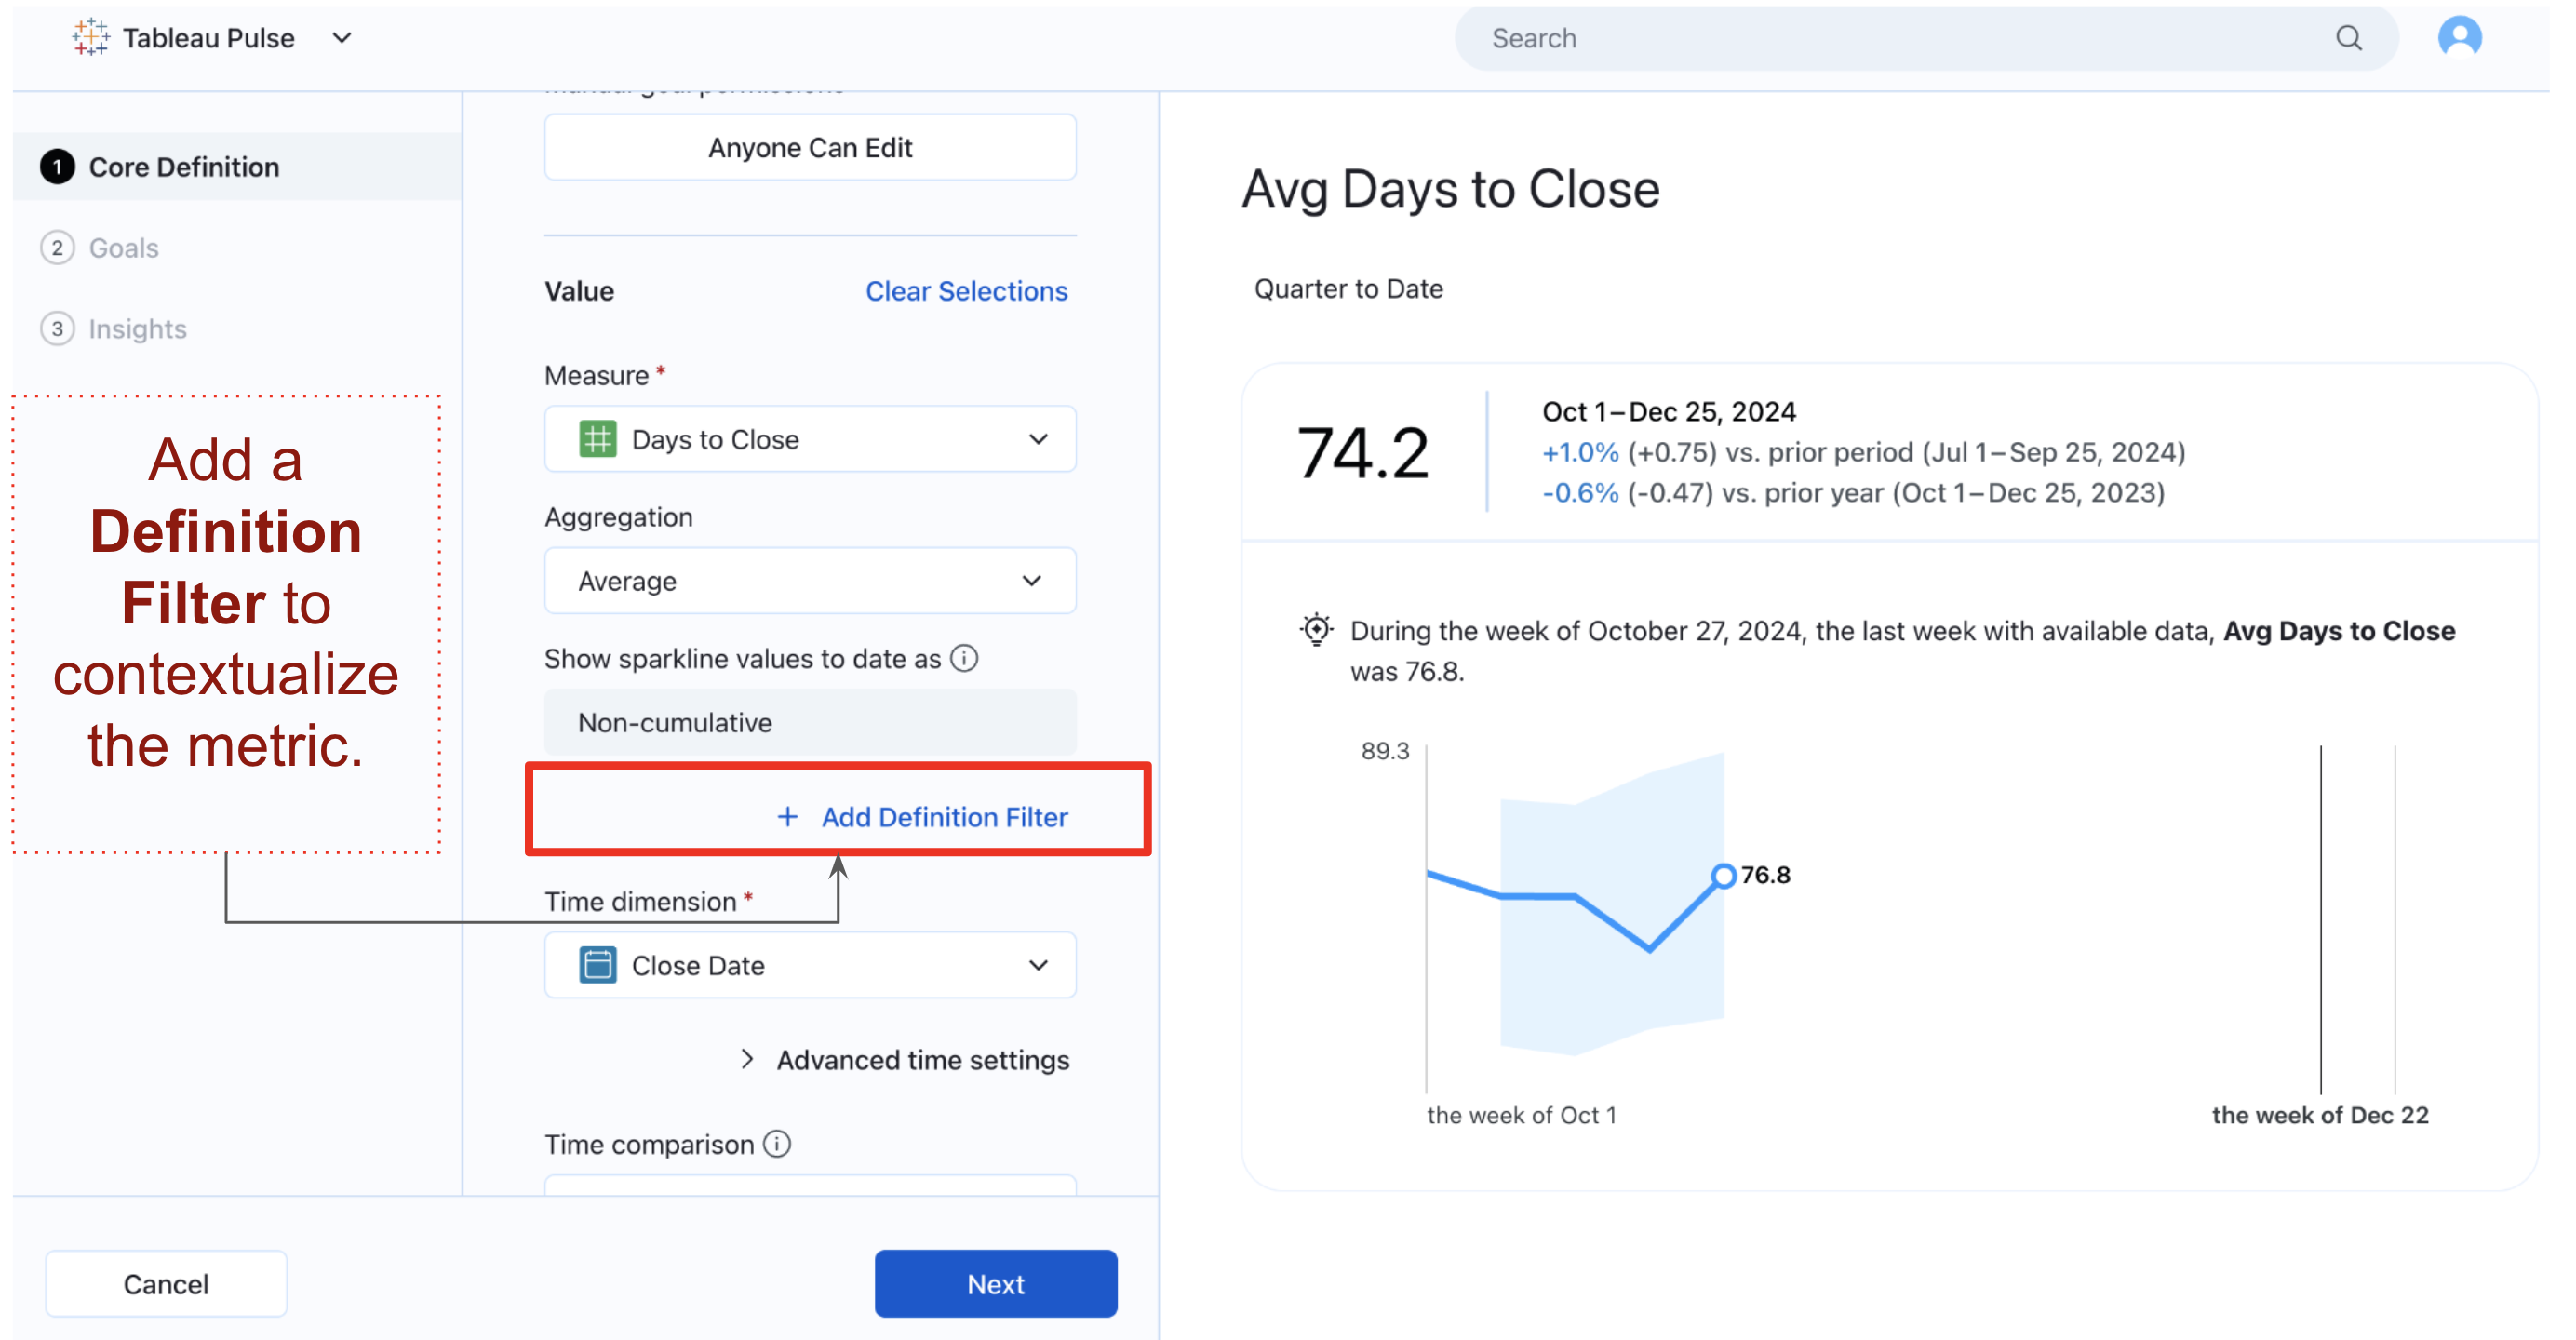 Tableau Pulse
Search
Manual goal permissions
1 Core Definition
Anyone Can Edit
2 Goals
3 Insights
Value
Clear Selections
Measure *
Days to Close
Aggregation
Average
Show sparkline values to date as
Non-cumulative
+ Add Definition Filter
Time dimension *
Close Date
Advanced time settings
Time comparison
Cancel
Next
Add a
Definition
Filter to
contextualize
the metric.
Avg Days to Close
Quarter to Date
74.2
Oct 1–Dec 25, 2024
+1.0% (+0.75) vs. prior period (Jul 1–Sep 25, 2024)
-0.6% (-0.47) vs. prior year (Oct 1–Dec 25, 2023)
During the week of October 27, 2024, the last week with available data, Avg Days to Close
was 76.8.
89.3
76.8
the week of Oct 1
the week of Dec 22